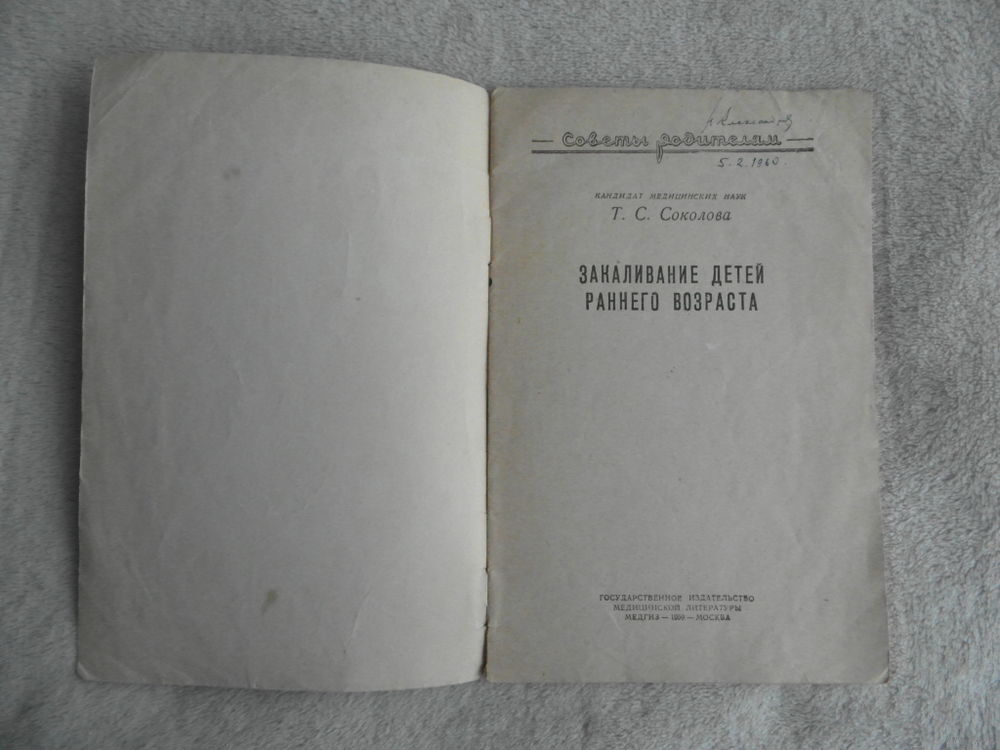 Советы родителям
5.2.1960.
КАНДИДАТ МЕДИЦИНСКИХ НАУК
Т. С. Соколова
ЗАКАЛИВАНИЕ ДЕТЕЙ
РАННЕГО ВОЗРАСТА
ГОСУДАРСТВЕННОЕ ИЗДАТЕЛЬСТВО
МЕДИЦИНСКОЙ ЛИТЕРАТУРЫ
МЕДГИЗ — — МОСКВА